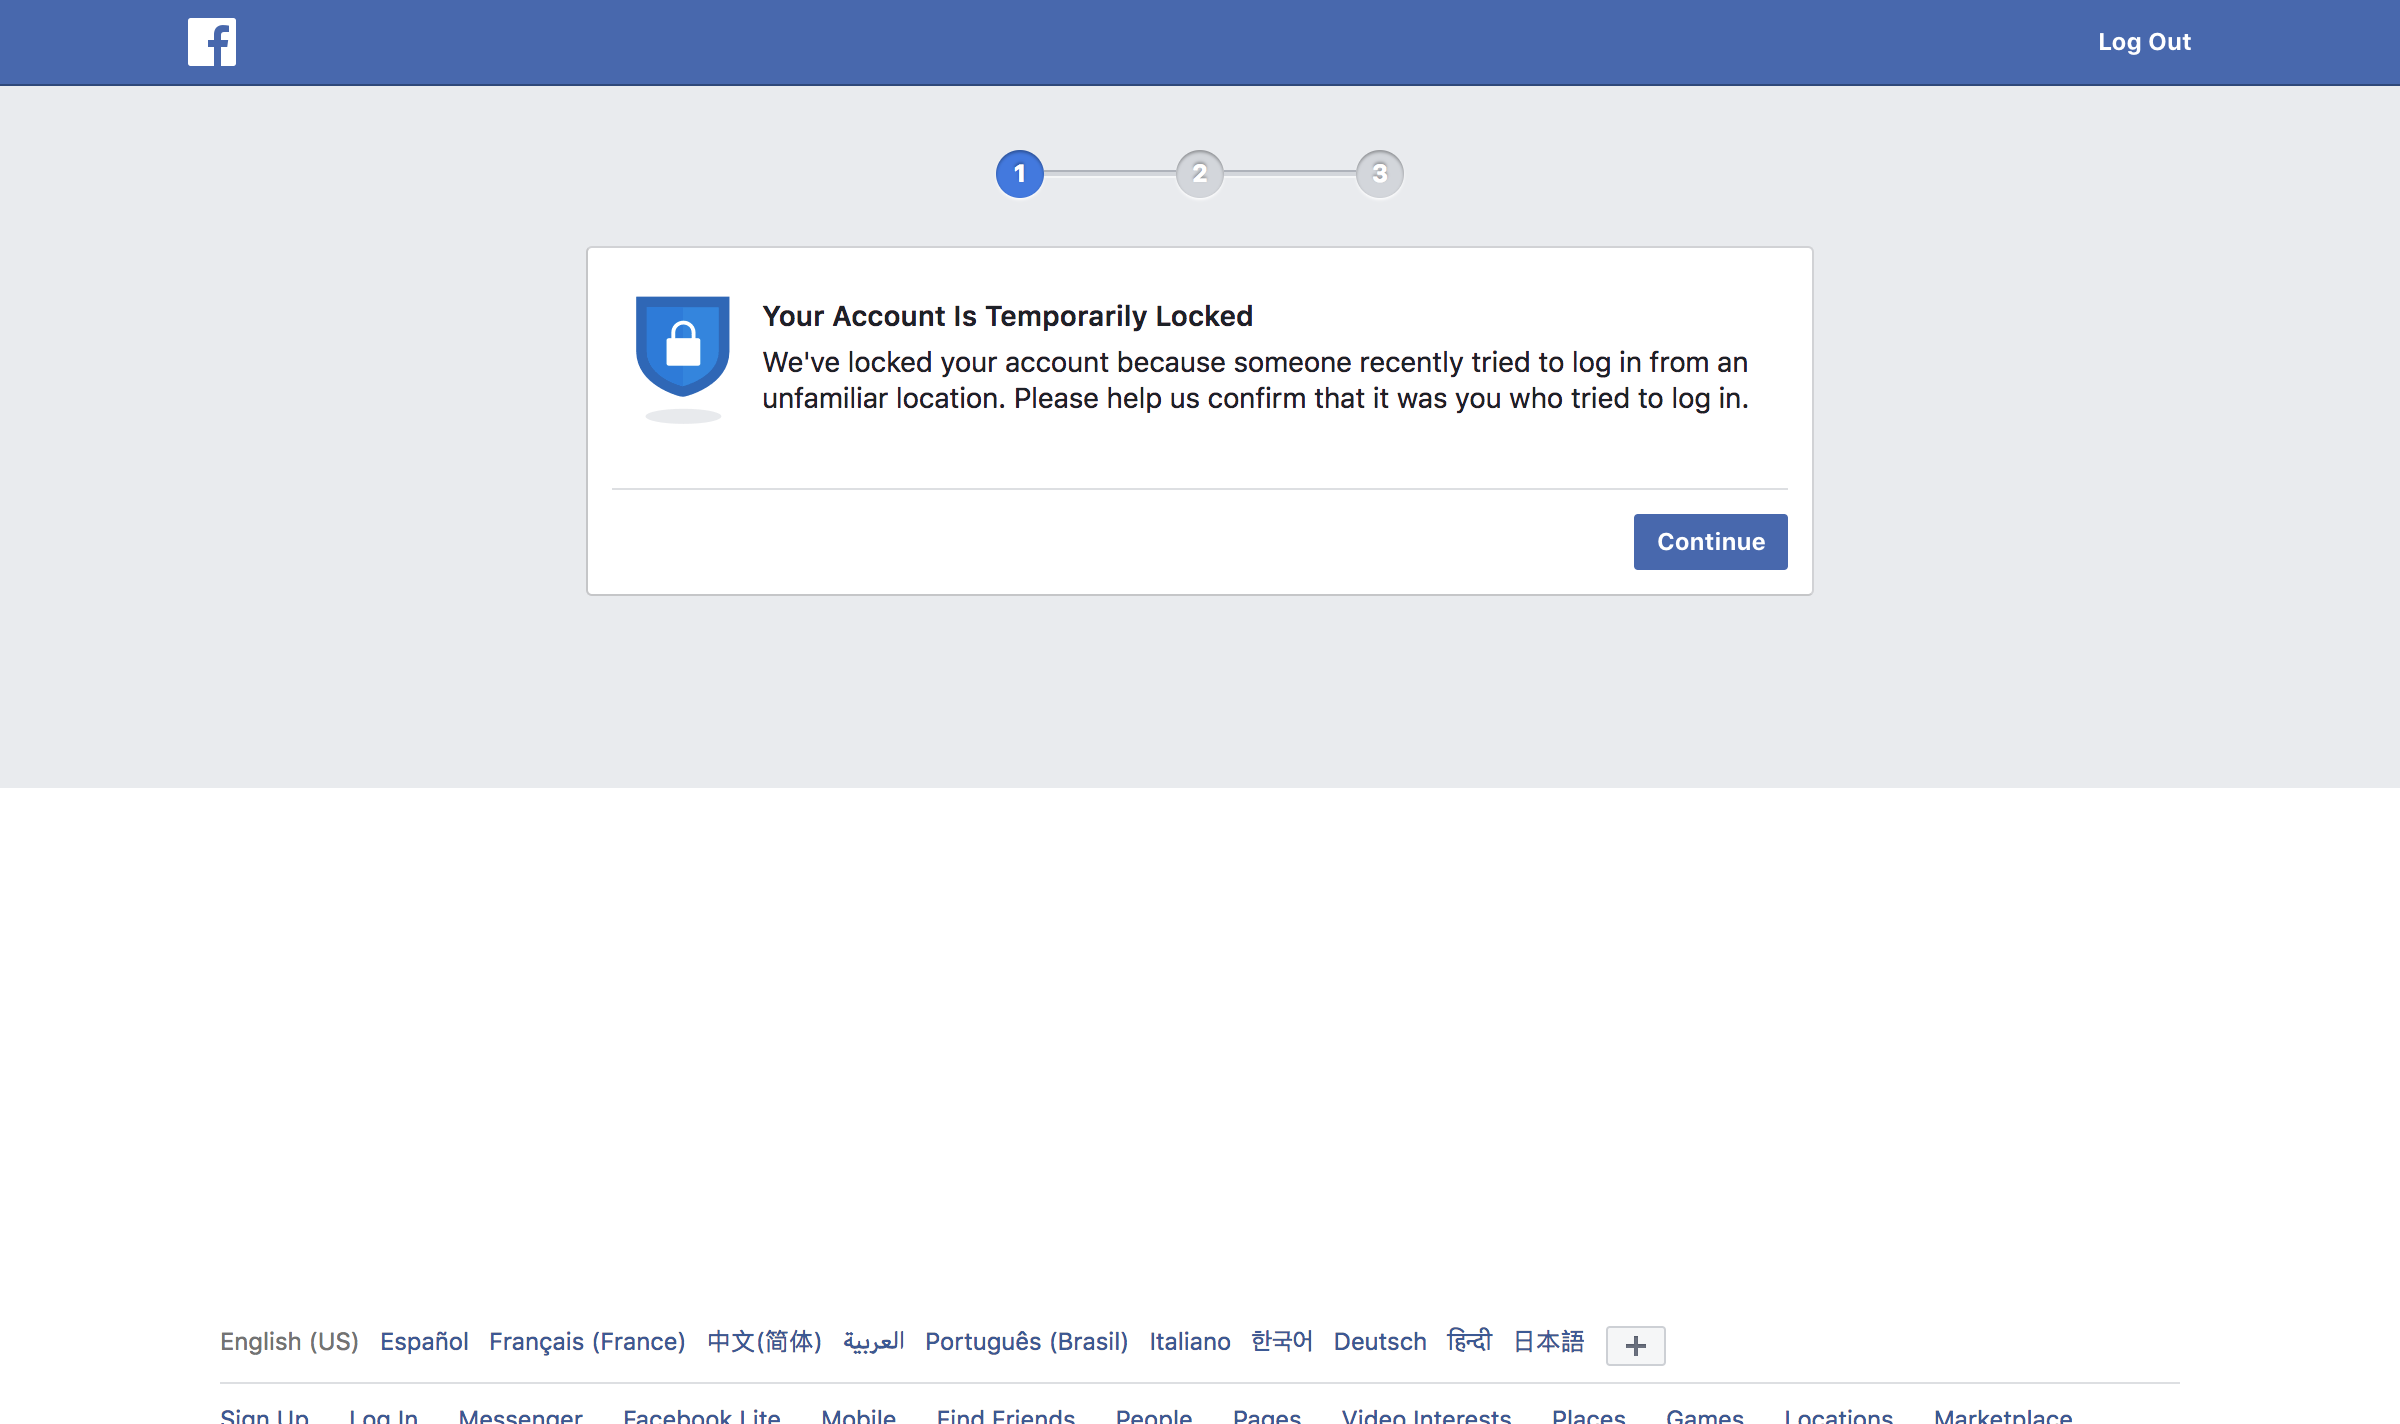 Log Out
1 2 3
Your Account Is Temporarily Locked
We've locked your account because someone recently tried to log in from an
unfamiliar location. Please help us confirm that it was you who tried to log in.
Continue
English (US) Español Français (France) 中文(简体) العربية Português (Brasil) Italiano 한국어 Deutsch हिन्दी 日本語 +
Sign Up Log In Messenger Facebook Lite Mobile Find Friends People Pages Video Interests Places Games Locations Marketplace